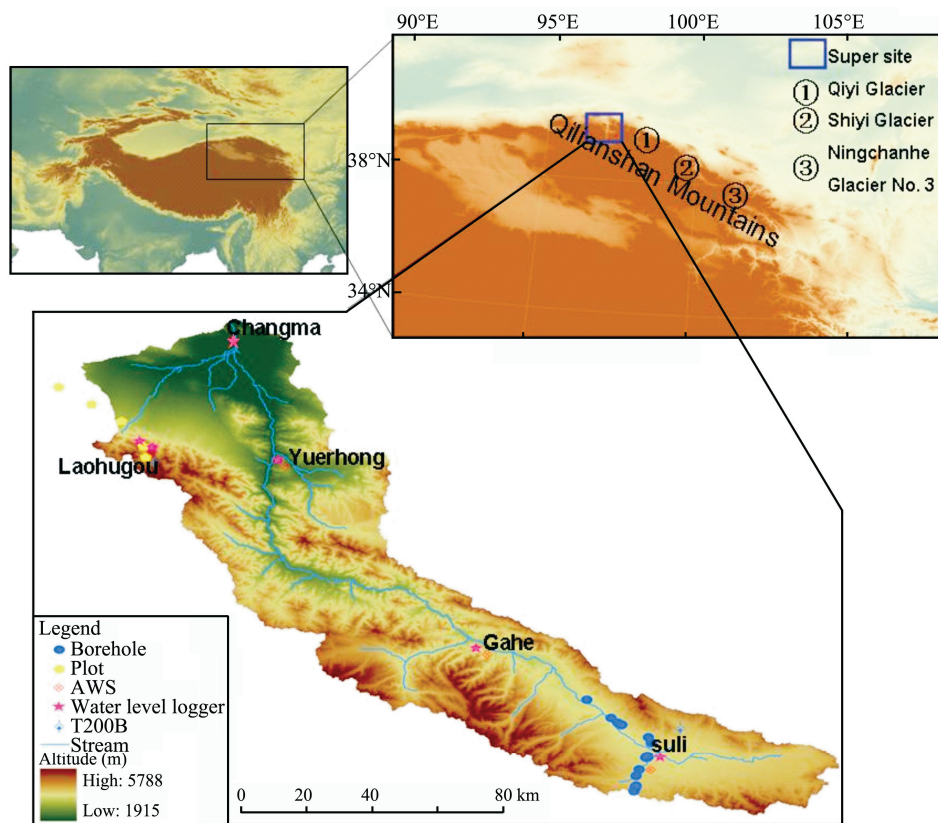 90°E 95°E 100°E 105°E
Super site
① Qiyi Glacier
② Shiyi Glacier
③ Ningchanhe
Glacier No. 3
38°N
34°N
Qilianshan Mountains
① ② ③
Changma
Laohugou
Yuerhong
Gahe
suli
Legend
Borehole
Plot
AWS
Water level logger
T200B
Stream
Altitude (m)
High: 5788
Low: 1915
0 20 40 60 80 km